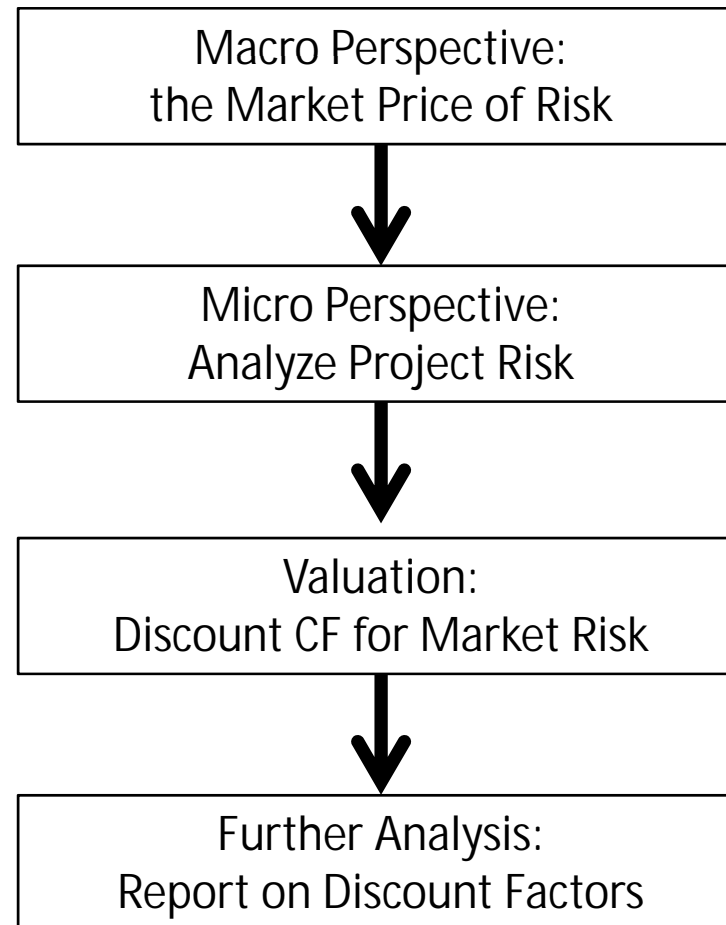 Macro Perspective:
the Market Price of Risk
Micro Perspective:
Analyze Project Risk
Valuation:
Discount CF for Market Risk
Further Analysis:
Report on Discount Factors